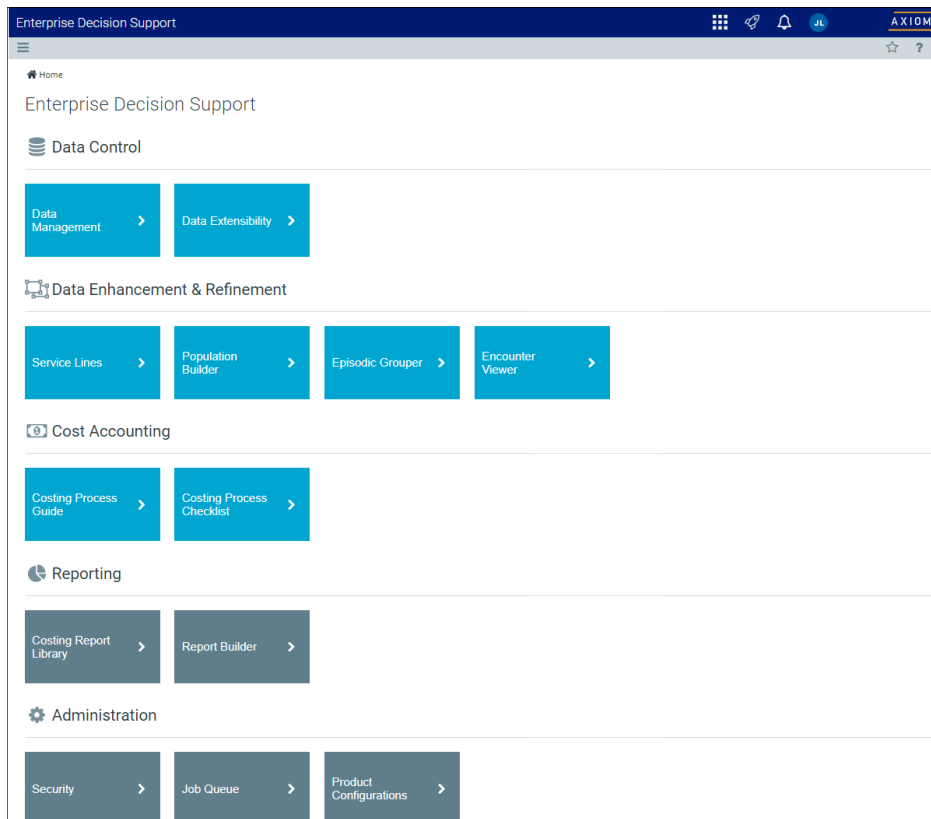 Enterprise Decision Support
JL
AXIOM
?
Home
Enterprise Decision Support
Data Control
Data
Management
Data Extensibility
Data Enhancement & Refinement
Service Lines
Population
Builder
Episodic Grouper
Encounter
Viewer
Cost Accounting
Costing Process
Guide
Costing Process
Checklist
Reporting
Costing Report
Library
Report Builder
Administration
Security
Job Queue
Product
Configurations